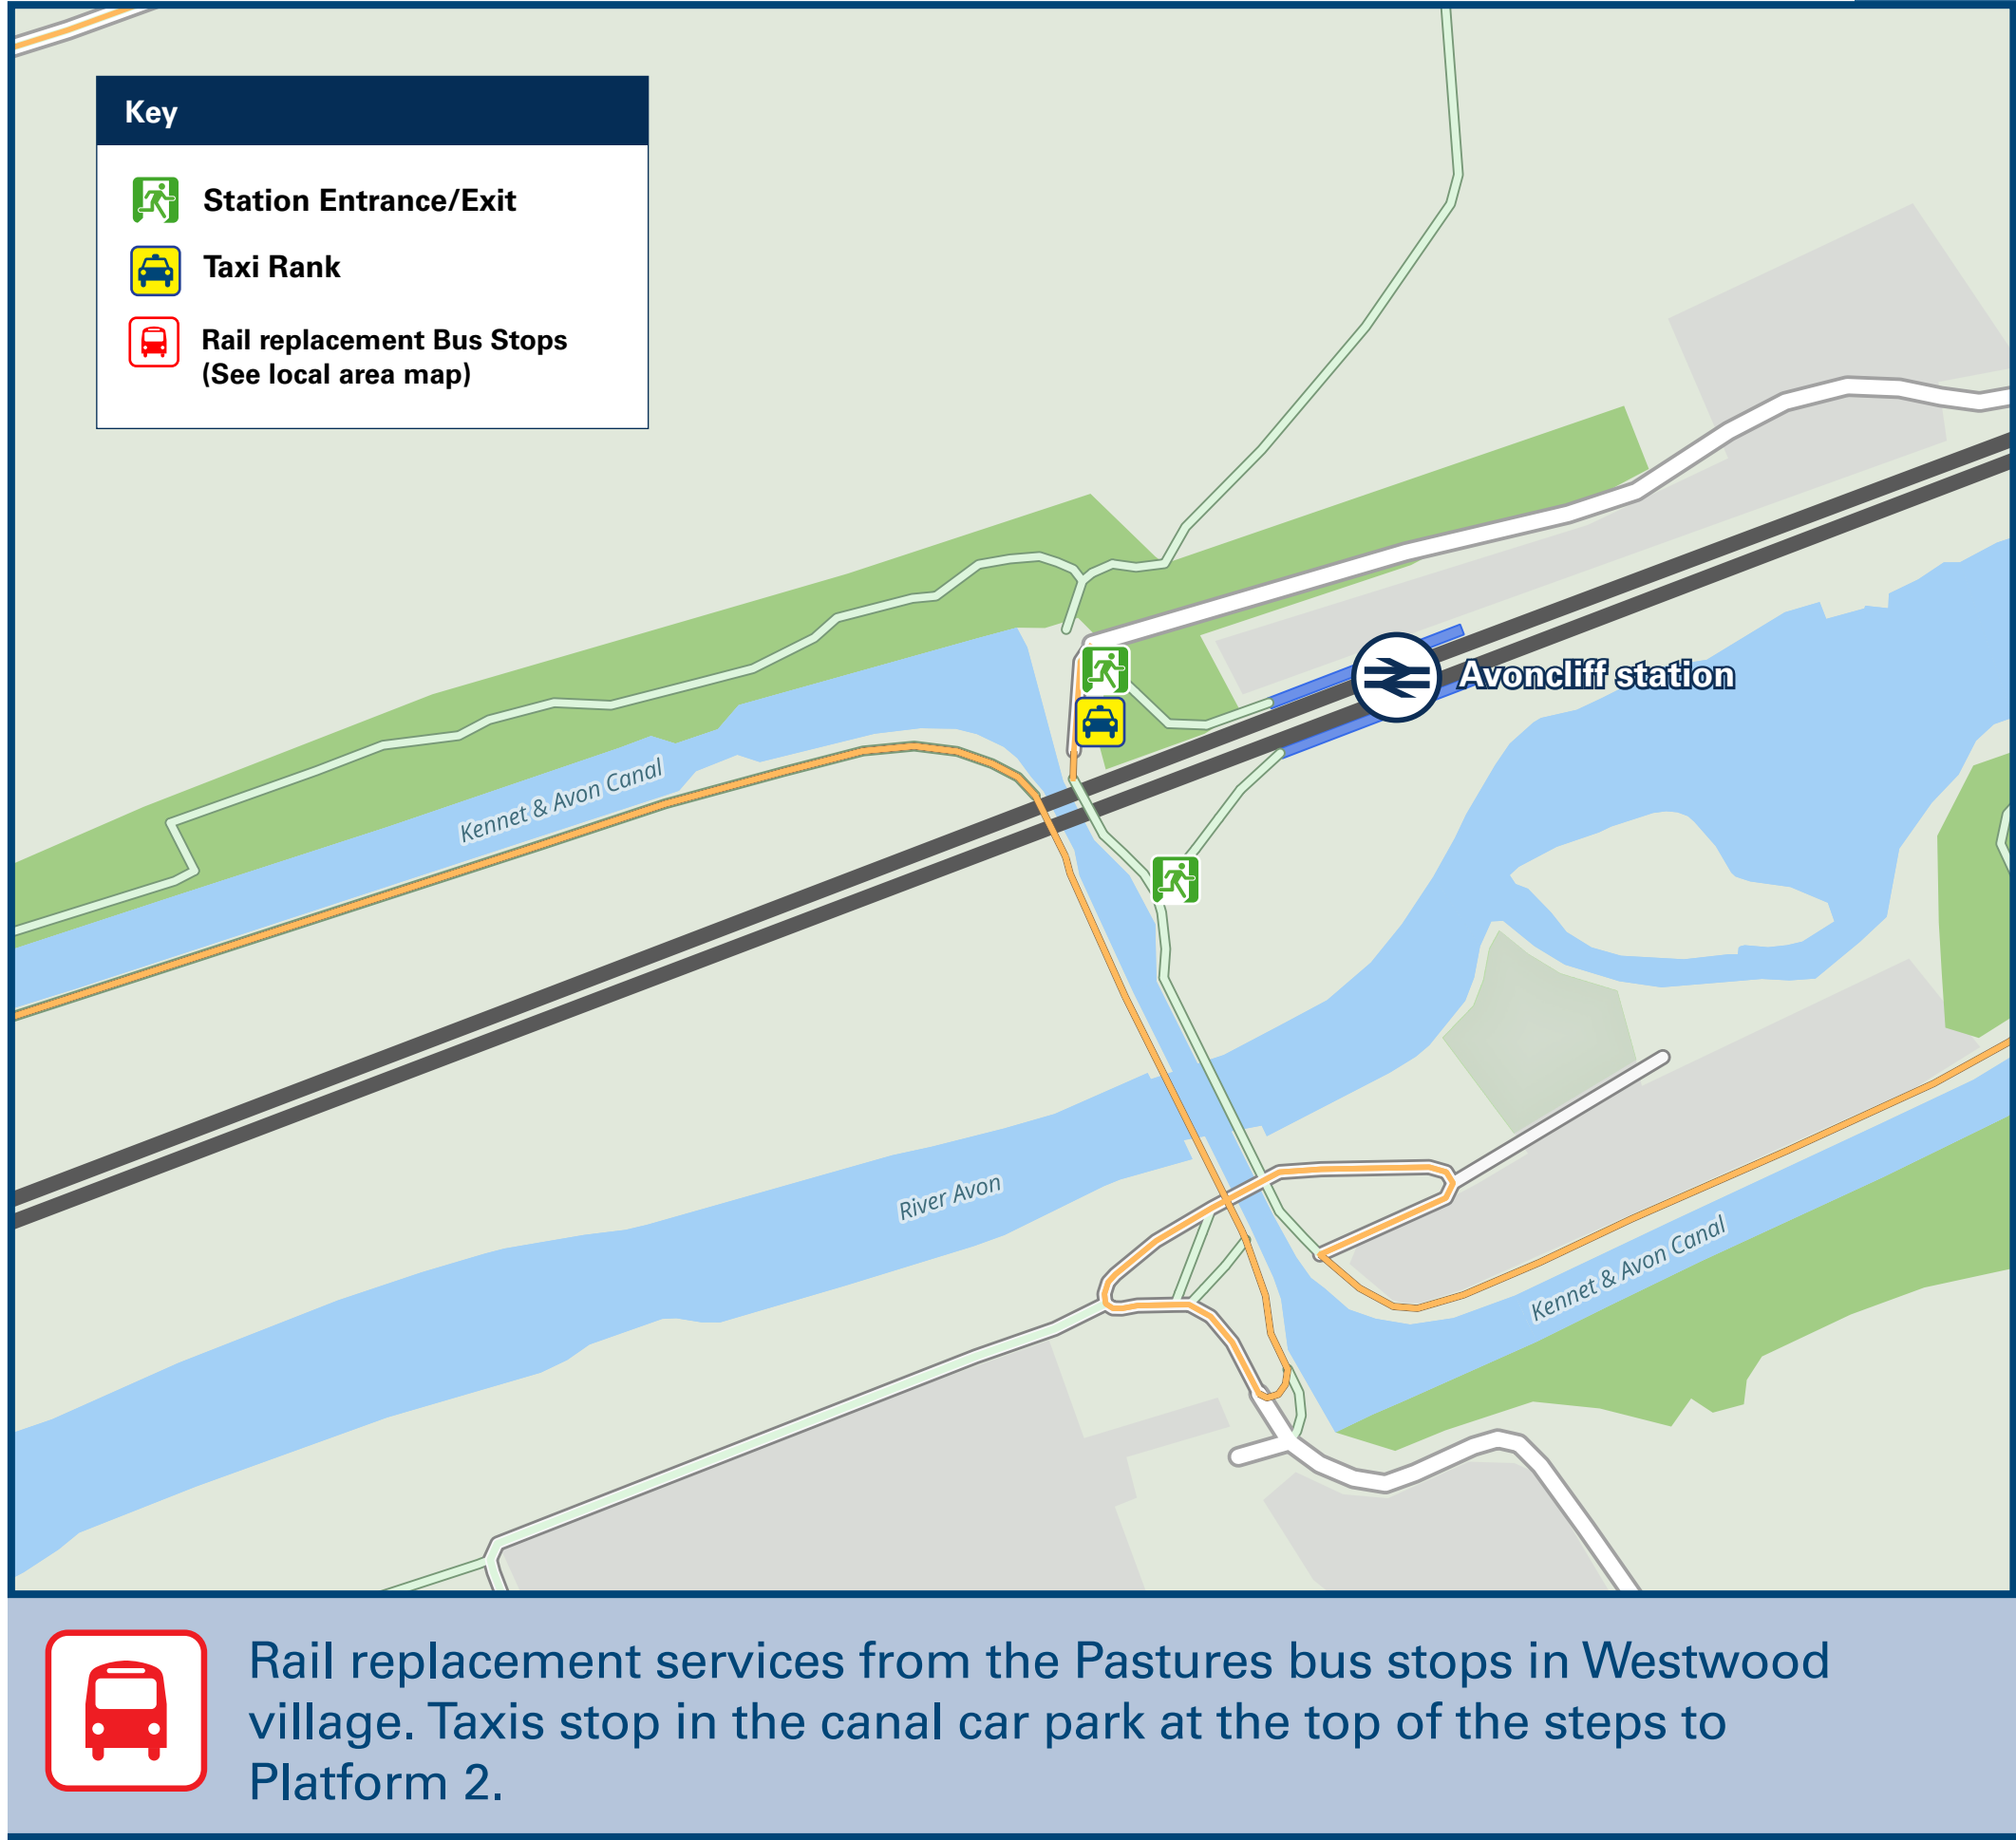 Key
Station Entrance/Exit
Taxi Rank
Rail replacement Bus Stops
(See local area map)
Avoncliff station
Kennet & Avon Canal
River Avon
Kennet & Avon Canal
Rail replacement services from the Pastures bus stops in Westwood
village. Taxis stop in the canal car park at the top of the steps to
Platform 2.